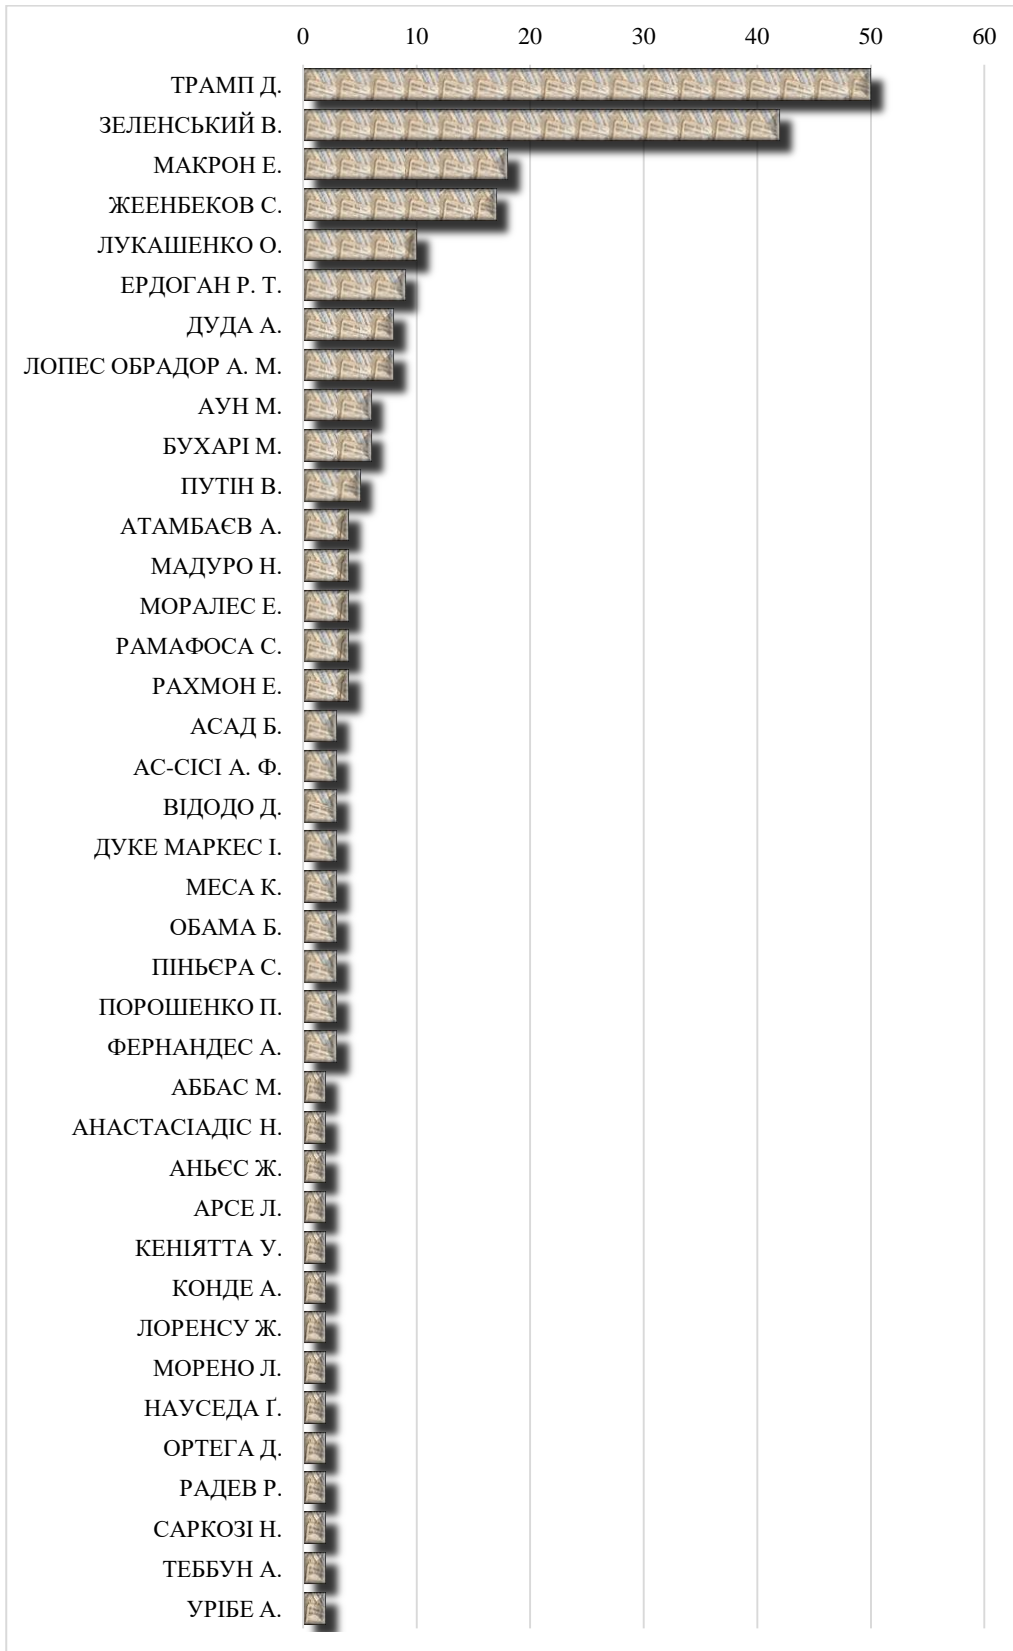 0 10 20 30 40 50 60
ТРАМП Д.
ЗЕЛЕНСЬКИЙ В.
МАКРОН Е.
ЖЕЕНБЕКОВ С.
ЛУКАШЕНКО О.
ЕРДОГАН Р. Т.
ДУДА А.
ЛОПЕС ОБРАДОР А. М.
АУН М.
БУХАРІ М.
ПУТІН В.
АТАМБАЄВ А.
МАДУРО Н.
МОРАЛЕС Е.
РАМАФОСА С.
РАХМОН Е.
АСАД Б.
АС-СІСІ А. Ф.
ВІДОДО Д.
ДУКЕ МАРКЕС І.
МЕСА К.
ОБАМА Б.
ПІНЬЄРА С.
ПОРОШЕНКО П.
ФЕРНАНДЕС А.
АББАС М.
АНАСТАСІАДІС Н.
АНЬЄС Ж.
АРСЕ Л.
КЕНІЯТТА У.
КОНДЕ А.
ЛОРЕНСУ Ж.
МОРЕНО Л.
НАУСЕДА Ґ.
ОРТЕГА Д.
РАДЕВ Р.
САРКОЗІ Н.
ТЕББУН А.
УРІБЕ А.